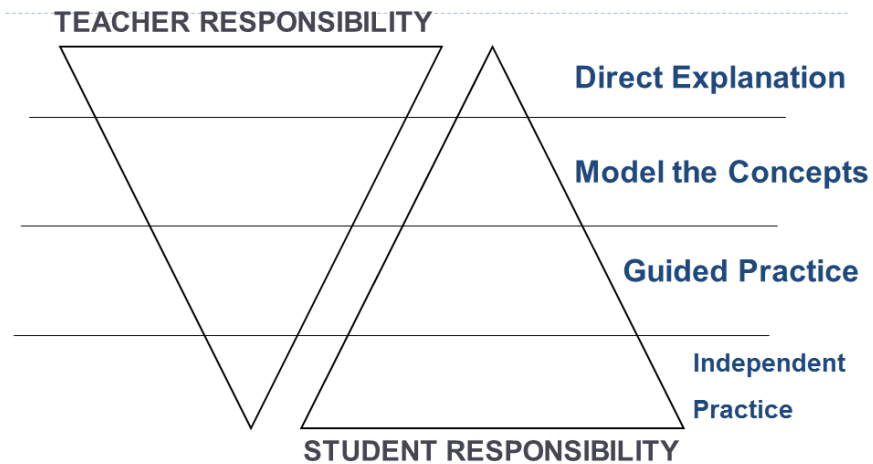 TEACHER RESPONSIBILITY
Direct Explanation
Model the Concepts
Guided Practice
Independent
Practice
STUDENT RESPONSIBILITY